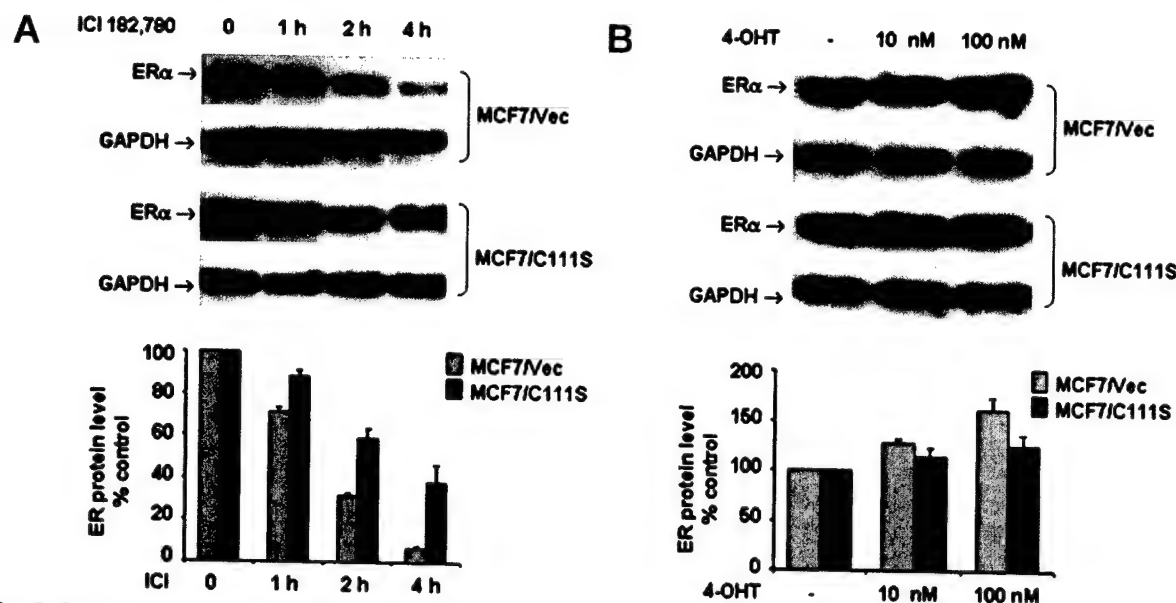 A
ICI 182,780 0 1 h 2 h 4 h
ERα →
GAPDH →
MCF7/Vec
ERα →
GAPDH →
MCF7/C111S
ER protein level
% control
100
80
60
40
20
0
MCF7/Vec
MCF7/C111S
ICI 0 1 h 2 h 4 h
B
4-OHT - 10 nM 100 nM
ERα →
GAPDH →
MCF7/Vec
ERα →
GAPDH →
MCF7/C111S
ER protein level
% control
200
150
100
50
0
MCF7/Vec
MCF7/C111S
4-OHT - 10 nM 100 nM